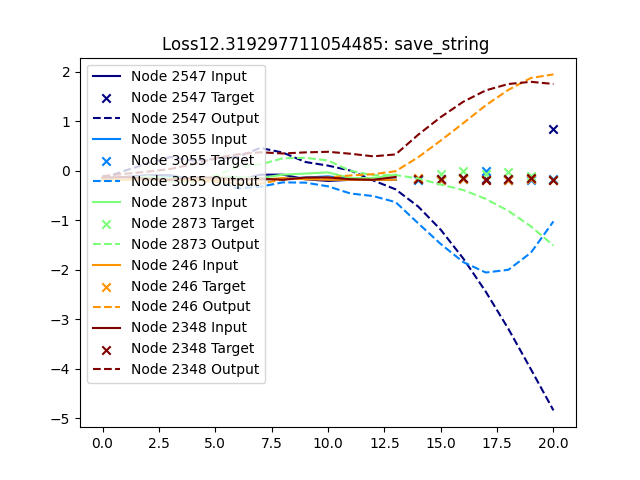 Loss12.319297711054485: save_string
2
1
0
−1
−2
−3
−4
−5
Node 2547 Input
Node 2547 Target
Node 2547 Output
Node 3055 Input
Node 3055 Target
Node 3055 Output
Node 2873 Input
Node 2873 Target
Node 2873 Output
Node 246 Input
Node 246 Target
Node 246 Output
Node 2348 Input
Node 2348 Target
Node 2348 Output
0.0 2.5 5.0 7.5 10.0 12.5 15.0 17.5 20.0